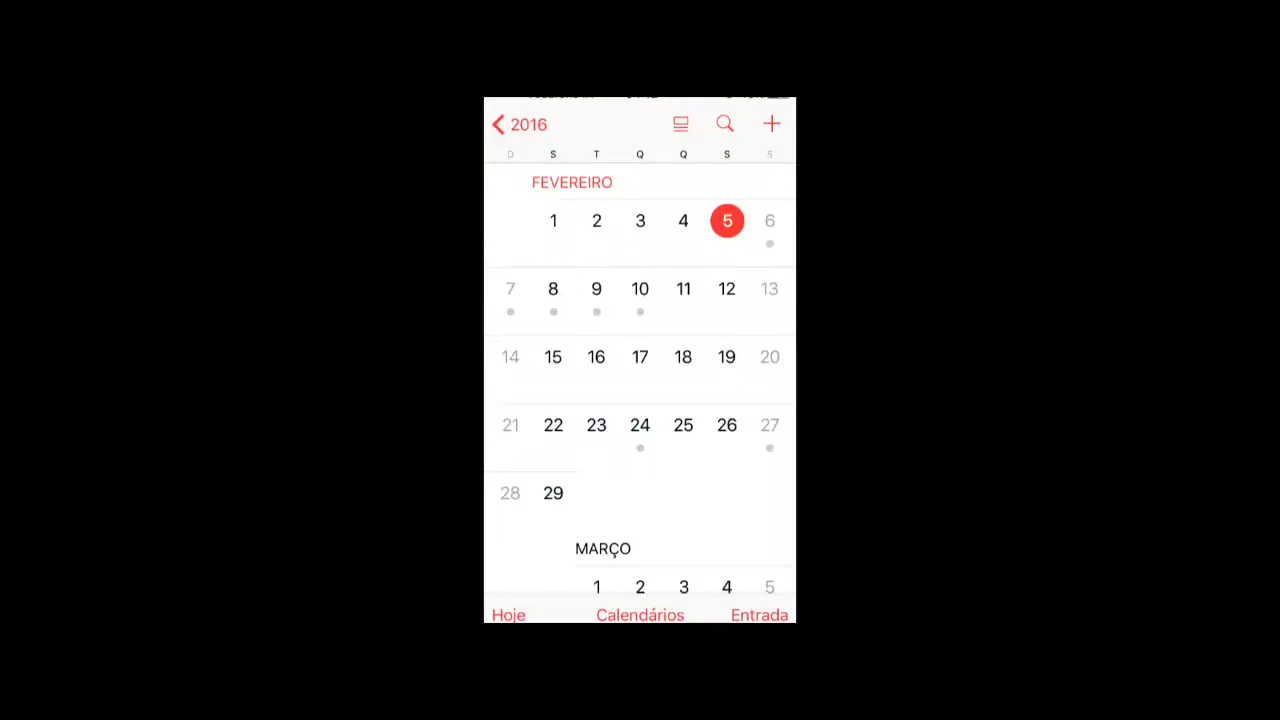 2016
D S T Q Q S S
FEVEREIRO
1 2 3 4 5 6
7 8 9 10 11 12 13
14 15 16 17 18 19 20
21 22 23 24 25 26 27
28 29
MARÇO
1 2 3 4 5
Hoje Calendários Entrada